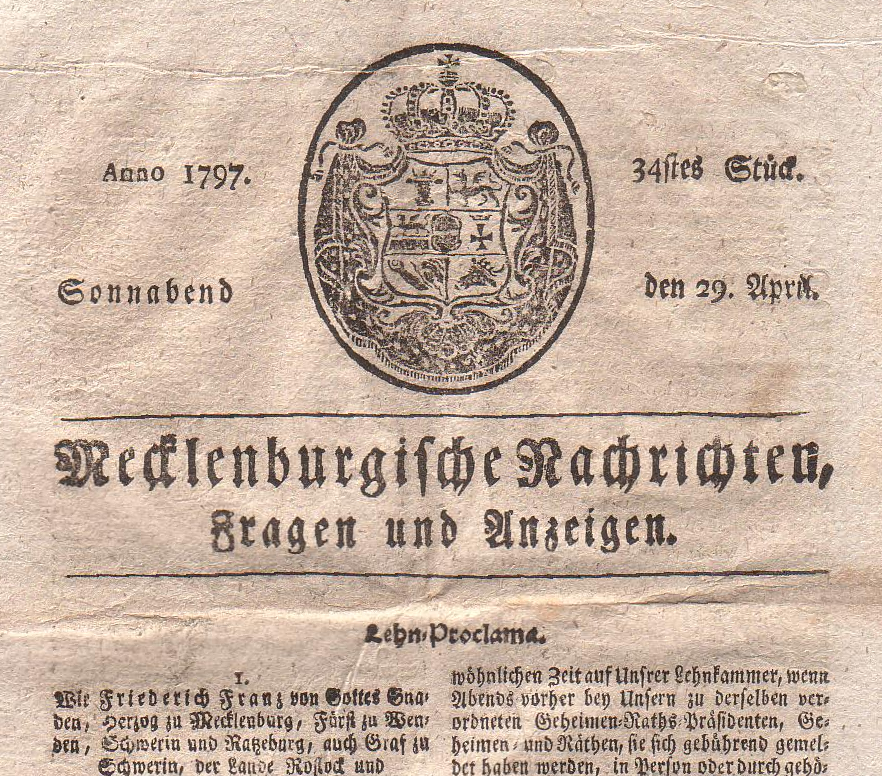 Anno 1797.
34stes Stück.
Sonnabend
den 29. April.
Mecklenburgische Nachrichten,
Fragen und Anzeigen.
Lehn-Proclama.
1.
Wir Friederich Franz von Gottes Gna-
den, Herzog zu Mecklenburg, Fürst zu Wen-
den, Schwerin und Ratzeburg, auch Graf zu
Schwerin, der Lande Rostock und
wöhnlichen Zeit auf Unsrer Lehnkammer, wenn
Abends vorher bey Unsern zu derselben ver-
ordneten Geheimen-Raths-Präsidenten, Ge-
heimen- und Räthen, sie sich gebührend gemel-
det haben werden, in Person oder durch gehö-